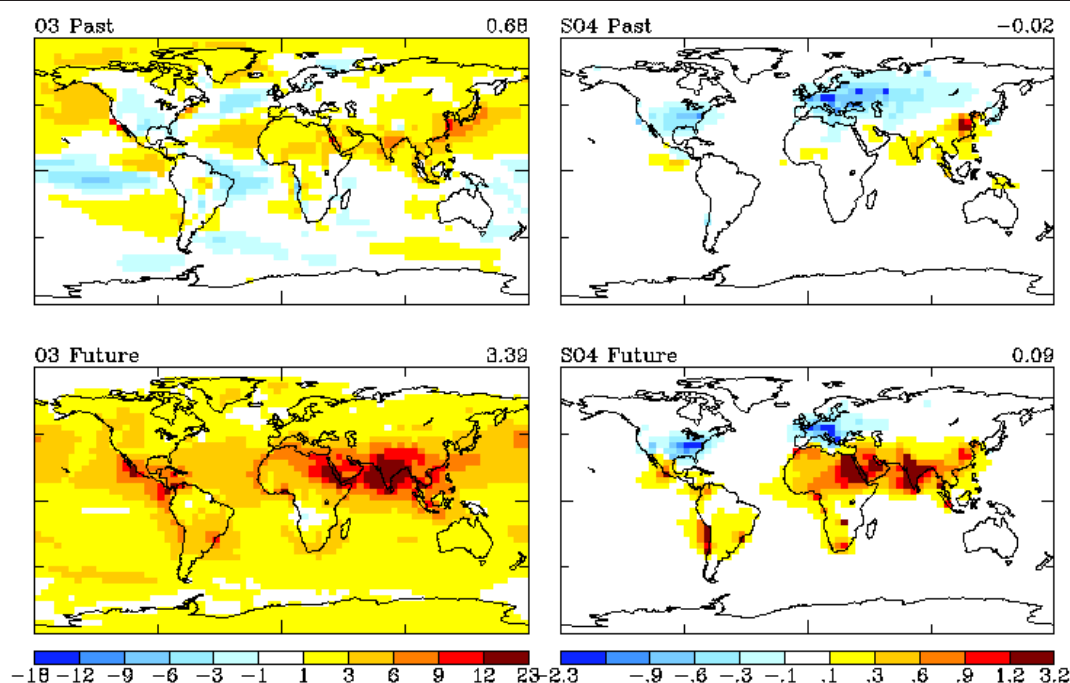 O3 Past 0.68
SO4 Past -0.02
O3 Future 3.39
SO4 Future 0.09
-18 -12 -9 -6 -3 -1 1 3 6 9 12 23
-2.3 -.9 -.6 -.3 -.1 .1 .3 .6 .9 1.2 3.2